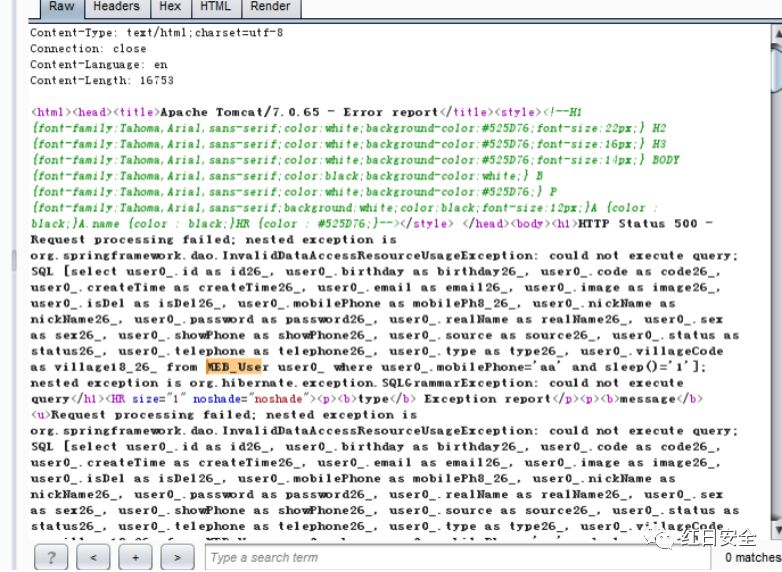 Raw Headers Hex HTML Render
Content-Type: text/html;charset=utf-8
Connection: close
Content-Language: en
Content-Length: 16753
<html><head><title>Apache Tomcat/7.0.65 - Error report</title><style><!--H1
{font-family:Tahoma,Arial,sans-serif;color:white;background-color:#525D76;font-size:22px;} H2
{font-family:Tahoma,Arial,sans-serif;color:white;background-color:#525D76;font-size:16px;} H3
{font-family:Tahoma,Arial,sans-serif;color:white;background-color:#525D76;font-size:14px;} BODY
{font-family:Tahoma,Arial,sans-serif;color:black;background-color:white;} B
{font-family:Tahoma,Arial,sans-serif;color:white;background-color:#525D76;} P
{font-family:Tahoma,Arial,sans-serif;background:white;color:black;font-size:12px;}A {color :
black;}A.name {color : black;}HR {color : #525D76;}--></style> </head><body><h1>HTTP Status 500 -
Request processing failed; nested exception is
org.springframework.dao.InvalidDataAccessResourceUsageException: could not execute query;
SQL [select user0_.id as id26_, user0_.birthday as birthday26_, user0_.code as code26_,
user0_.createTime as createTime26_, user0_.email as email26_, user0_.image as image26_,
user0_.isDel as isDel26_, user0_.mobilePhone as mobilePh8_26_, user0_.nickName as
nickName26_, user0_.password as password26_, user0_.realName as realName26_, user0_.sex
as sex26_, user0_.showPhone as showPhone26_, user0_.source as source26_, user0_.status as
status26_, user0_.telephone as telephone26_, user0_.type as type26_, user0_.villageCode
as village18_26_ from MEB_User user0_ where user0_.mobilePhone='aa' and sleep()='1'];
nested exception is org.hibernate.exception.SQLGrammarException: could not execute
query</h1><HR size="1" noshade="noshade"><p><b>type</b> Exception report</p><p><b>message</b>
<u>Request processing failed; nested exception is
org.springframework.dao.InvalidDataAccessResourceUsageException: could not execute query;
SQL [select user0_.id as id26_, user0_.birthday as birthday26_, user0_.code as code26_,
user0_.createTime as createTime26_, user0_.email as email26_, user0_.image as image26_,
user0_.isDel as isDel26_, user0_.mobilePhone as mobilePh8_26_, user0_.nickName as
nickName26_, user0_.password as password26_, user0_.realName as realName26_, user0_.sex
as sex26_, user0_.showPhone as showPhone26_, user0_.source as source26_, user0_.status as
status26_, user0_.telephone as telephone26_, user0_.type as type26_, user0_.villageCode
红日安全
? < + > Type a search term 0 matches